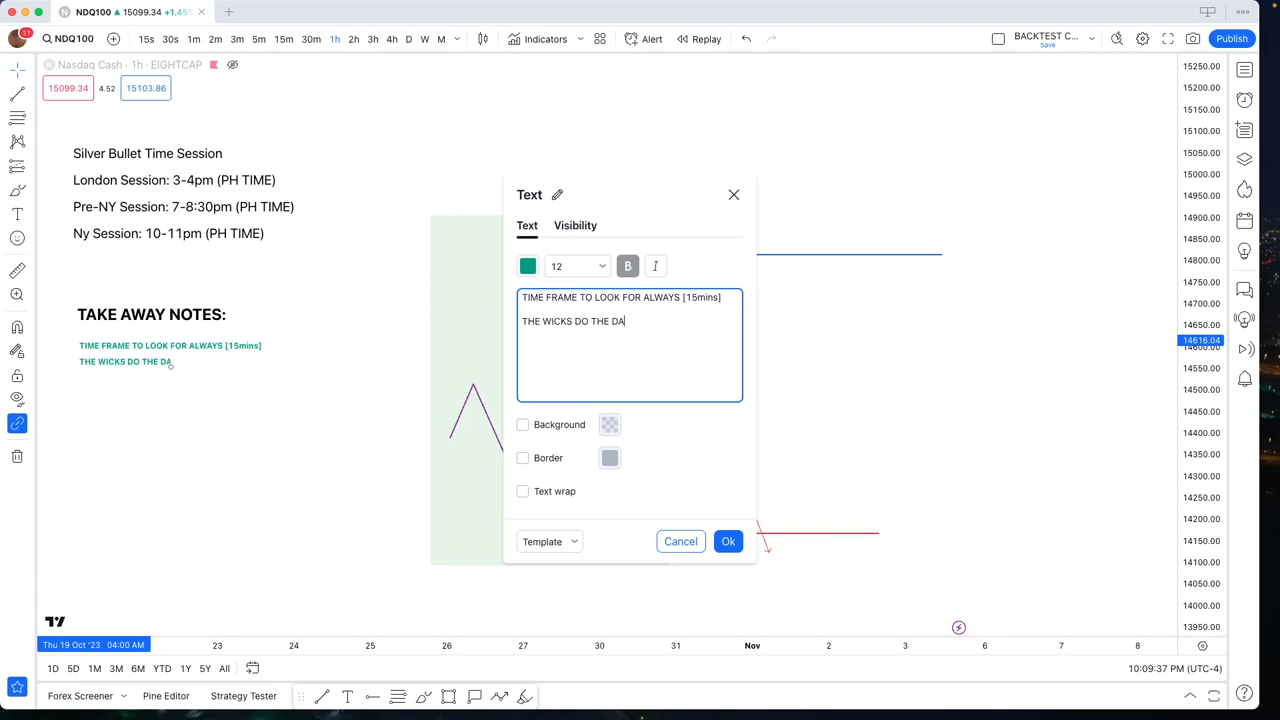 NDQ100 ▲ 15099.34 +1.45%
11
NDQ100
15s 30s 1m 2m 3m 5m 15m 30m 1h 2h 3h 4h D W M
Indicators
Alert
Replay
BACKTEST C...
Save
Publish
Nasdaq Cash · 1h · EIGHTCAP
15099.34
4.52
15103.86
Silver Bullet Time Session
London Session: 3-4pm (PH TIME)
Pre-NY Session: 7-8:30pm (PH TIME)
Ny Session: 10-11pm (PH TIME)
TAKE AWAY NOTES:
TIME FRAME TO LOOK FOR ALWAYS [15mins]
THE WICKS DO THE DA
Text
Text
Visibility
12
B
I
TIME FRAME TO LOOK FOR ALWAYS [15mins]
THE WICKS DO THE DA
Background
Border
Text wrap
Template
Cancel
Ok
15250.00
15200.00
15150.00
15100.00
15050.00
15000.00
14950.00
14900.00
14850.00
14800.00
14750.00
14700.00
14650.00
14616.04
14600.00
14550.00
14500.00
14450.00
14400.00
14350.00
14300.00
14250.00
14200.00
14150.00
14100.00
14050.00
14000.00
13950.00
Thu 19 Oct '23 04:00 AM
23 24 25 26 27 30 31 Nov 2 3 6 7 8
1D 5D 1M 3M 6M YTD 1Y 5Y All
10:09:37 PM (UTC-4)
Forex Screener
Pine Editor
Strategy Tester